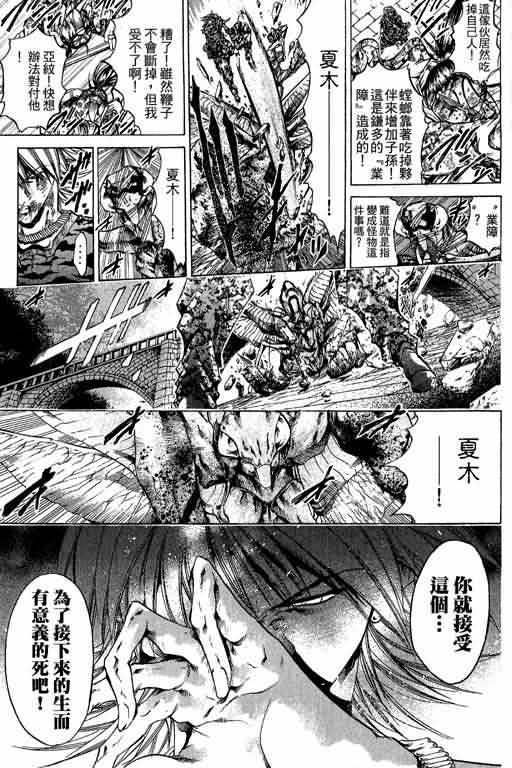 這傢伙居然吃
掉自己人！
螳螂靠著吃掉夥
伴來增加子孫！
這是鎌多的『業
障』造成的！
夏木
——！
糟了！雖然鞭子
不會斷掉，但我
受不了啊！
亞紋！快想
辦法對付他
！
"業障
"？
難道就是指
變成怪物這
件事嗎？
夏木
——！
夏木
——！
你就接受
這個…
為了接下來的生而
有意義的死吧！